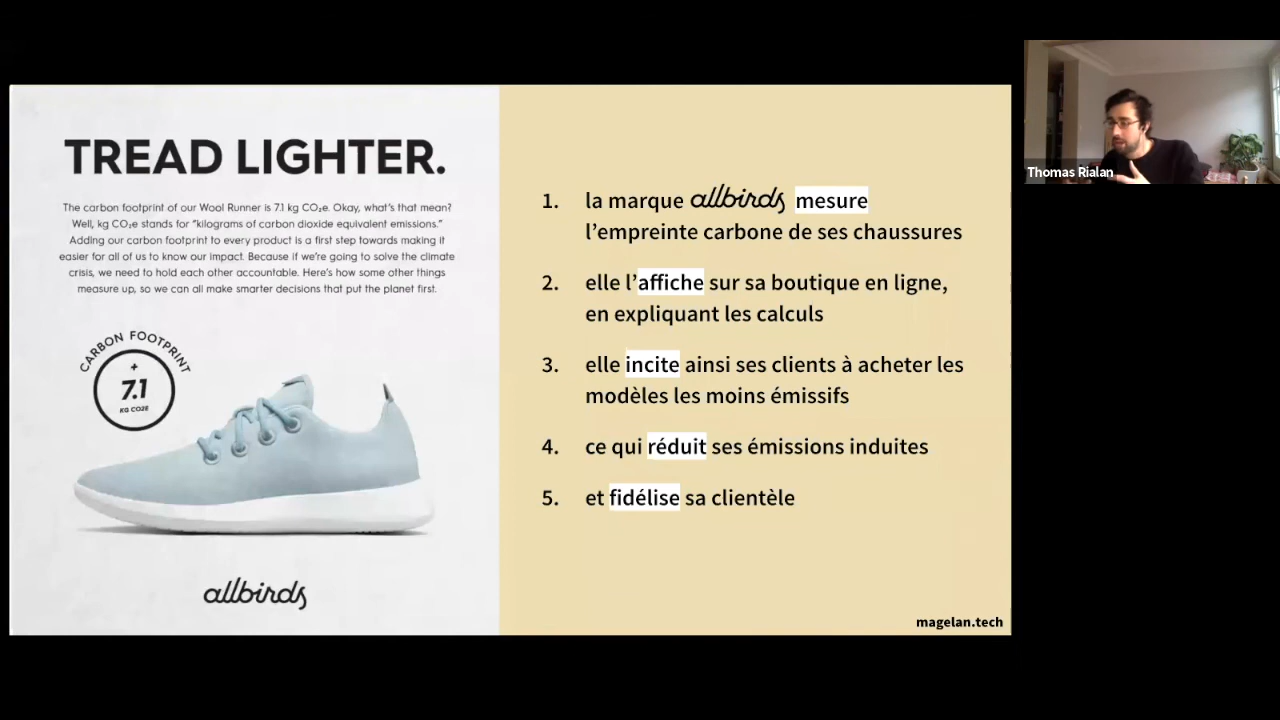 TREAD LIGHTER.
The carbon footprint of our Wool Runner is 7.1 kg CO₂e. Okay, what's that mean?
Well, kg CO₂e stands for "kilograms of carbon dioxide equivalent emissions."
Adding our carbon footprint to every product is a first step towards making it
easier for all of us to know our impact. Because if we're going to solve the climate
crisis, we need to hold each other accountable. Here's how some other things
measure up, so we can all make smarter decisions that put the planet first.
CARBON FOOTPRINT
+
7.1
KG CO2E
allbirds
1. la marque allbirds mesure
l'empreinte carbone de ses chaussures
2. elle l'affiche sur sa boutique en ligne,
en expliquant les calculs
3. elle incite ainsi ses clients à acheter les
modèles les moins émissifs
4. ce qui réduit ses émissions induites
5. et fidélise sa clientèle
magelan.tech
Thomas Rialan